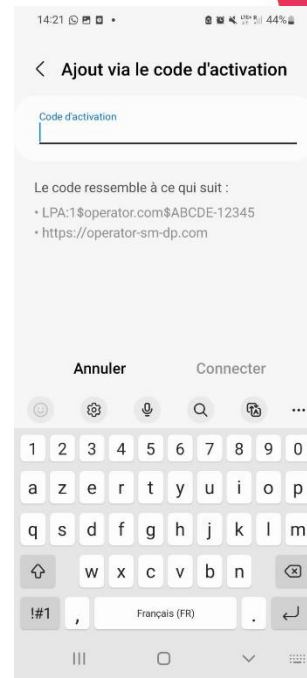 14:21
LTE+ 44%
Ajout via le code d'activation
Code d'activation
Le code ressemble à ce qui suit :
• LPA:1$operator.com$ABCDE-12345
• https://operator-sm-dp.com
Annuler Connecter
1 2 3 4 5 6 7 8 9 0
a z e r t y u i o p
q s d f g h j k l m
w x c v b n
!#1 , Français (FR) .